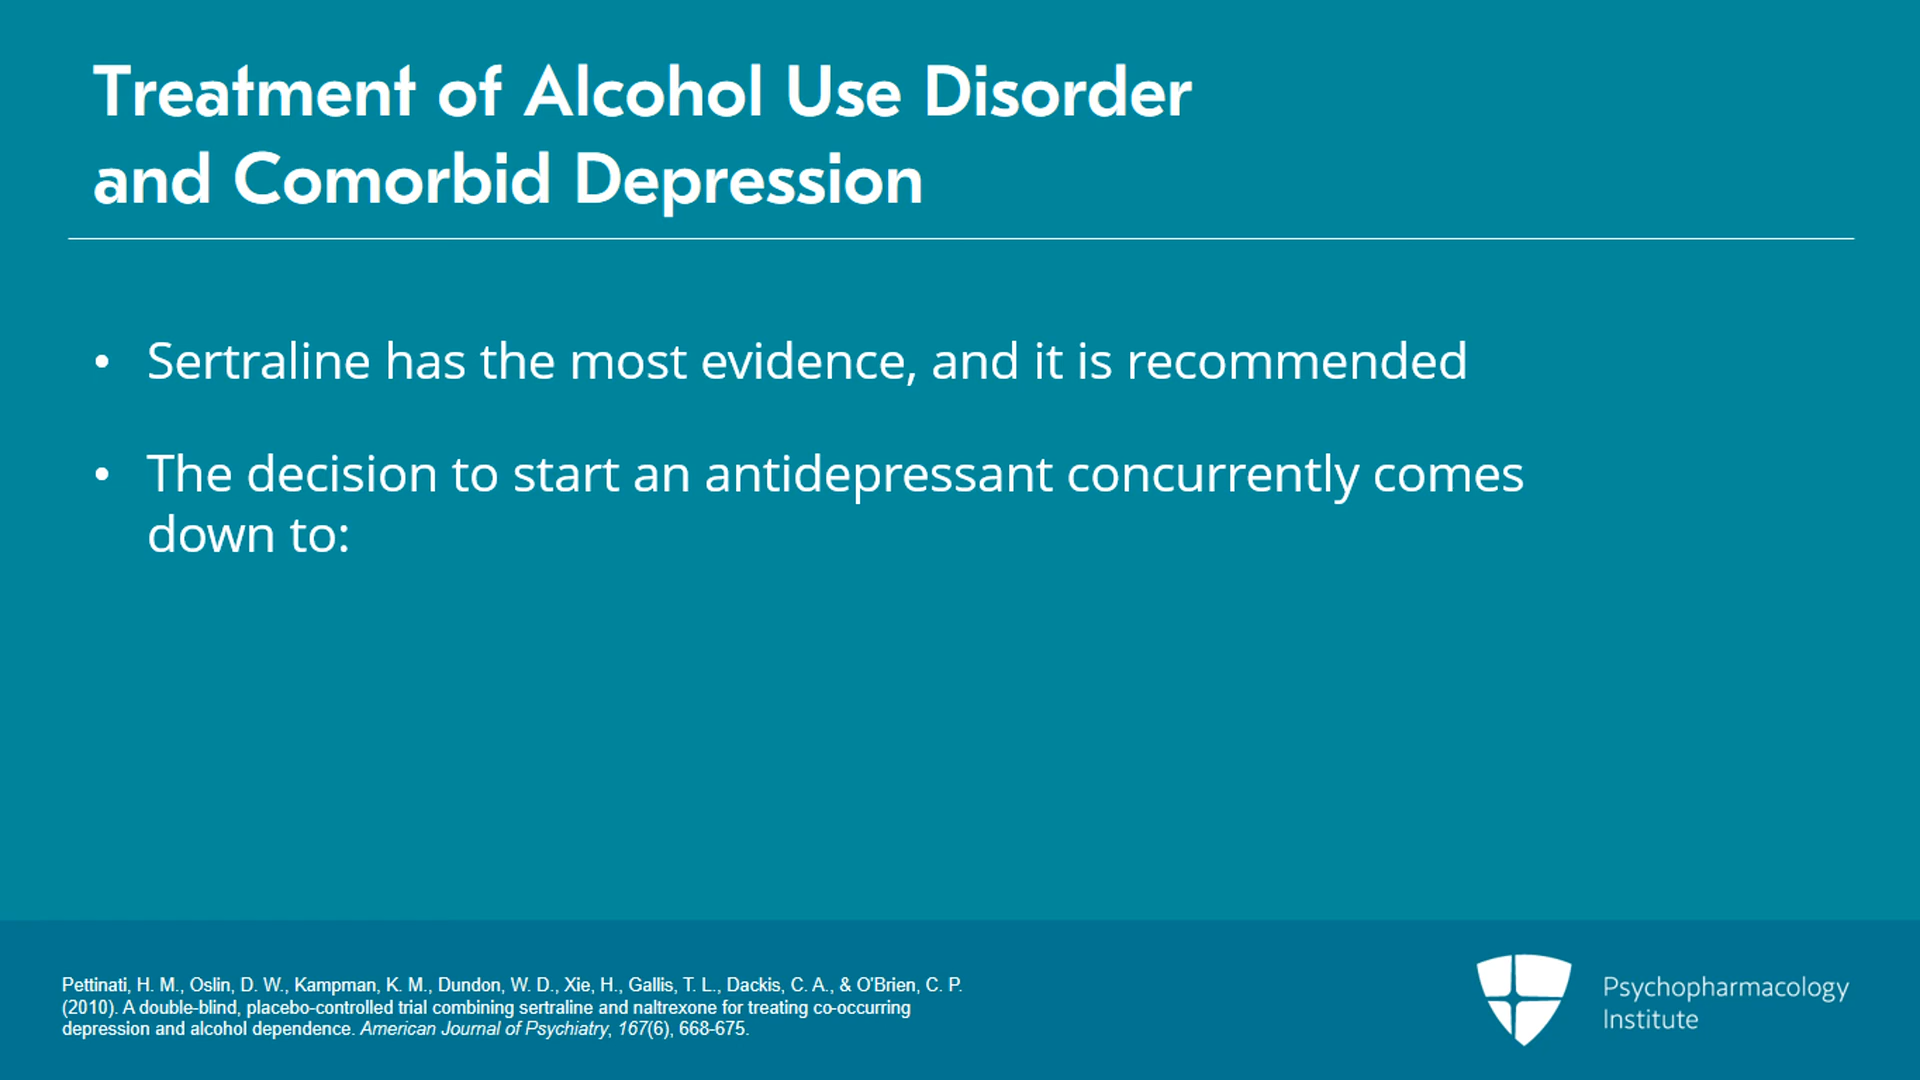 Treatment of Alcohol Use Disorder
and Comorbid Depression
• Sertraline has the most evidence, and it is recommended
• The decision to start an antidepressant concurrently comes
down to:
Pettinati, H. M., Oslin, D. W., Kampman, K. M., Dundon, W. D., Xie, H., Gallis, T. L., Dackis, C. A., & O'Brien, C. P.
(2010). A double-blind, placebo-controlled trial combining sertraline and naltrexone for treating co-occurring
depression and alcohol dependence. American Journal of Psychiatry, 167(6), 668-675.
Psychopharmacology
Institute